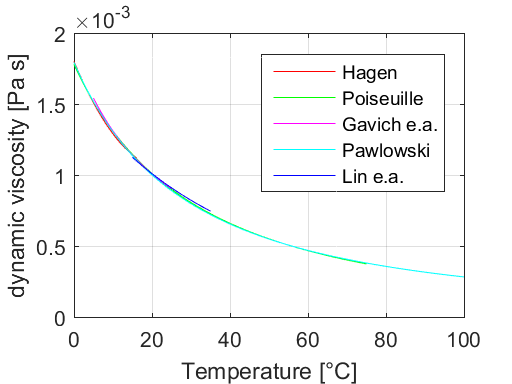 ×10⁻³
2
1.5
1
0.5
0
dynamic viscosity [Pa s]
Hagen
Poiseuille
Gavich e.a.
Pawlowski
Lin e.a.
0 20 40 60 80 100
Temperature [°C]